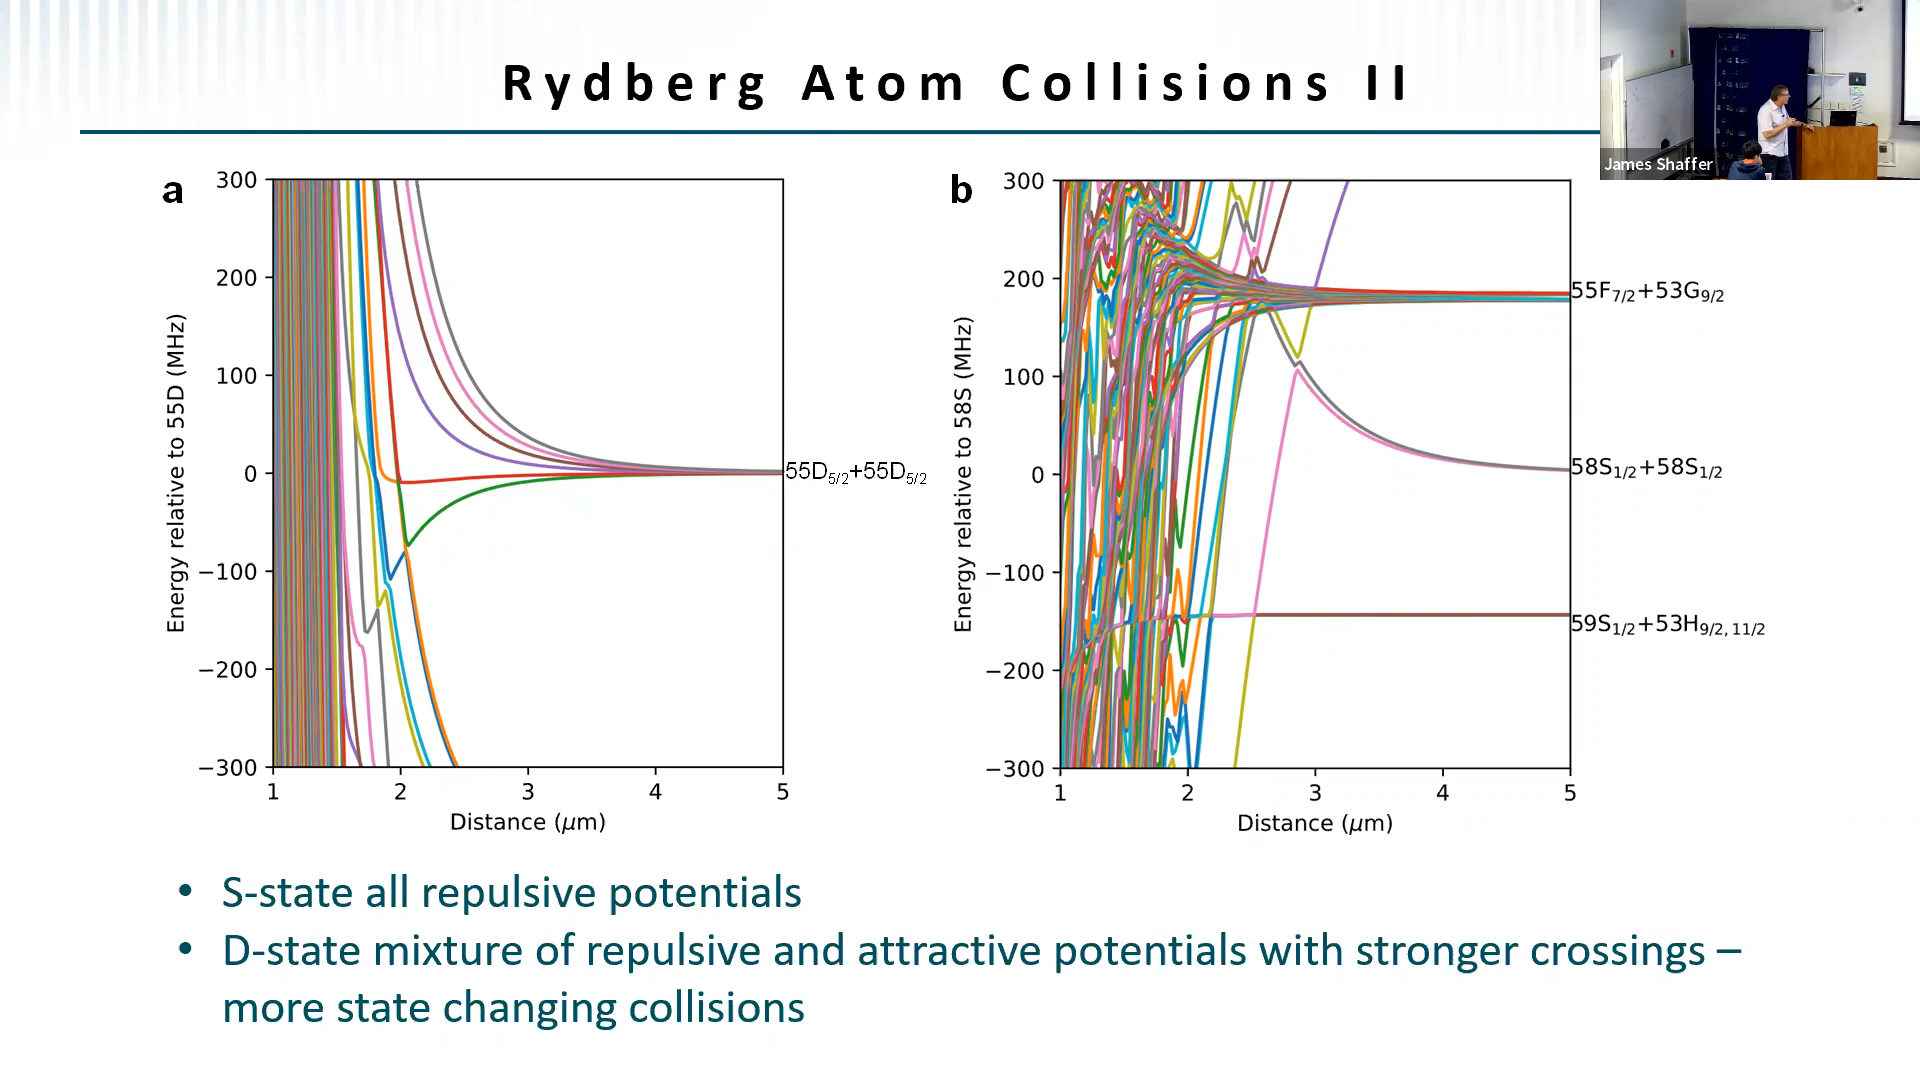 Rydberg Atom Collisions II
James Shaffer
a
300
200
100
0
−100
−200
−300
Energy relative to 55D (MHz)
1 2 3 4 5
Distance (μm)
55D5/2+55D5/2
b
300
200
100
0
−100
−200
−300
Energy relative to 58S (MHz)
1 2 3 4 5
Distance (μm)
55F7/2+53G9/2
58S1/2+58S1/2
59S1/2+53H9/2, 11/2
• S-state all repulsive potentials
• D-state mixture of repulsive and attractive potentials with stronger crossings –
more state changing collisions